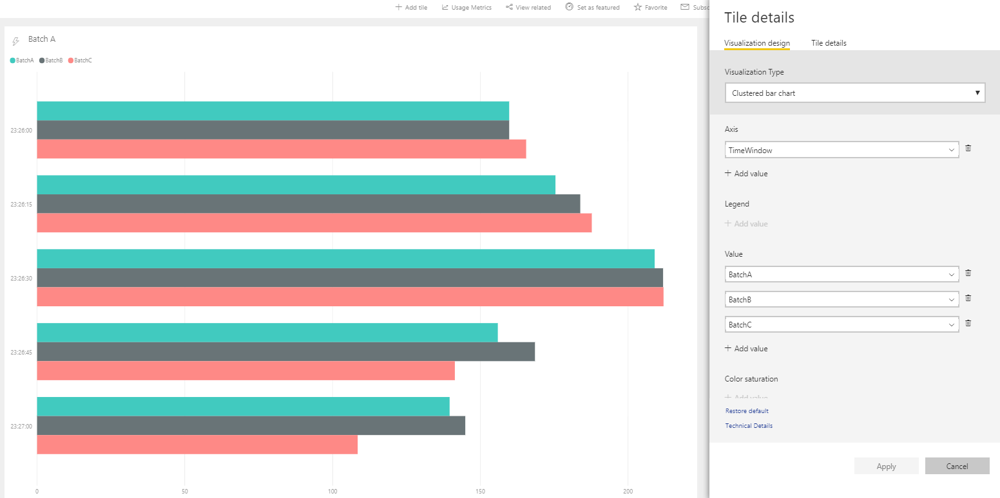 Add tile Usage Metrics View related Set as featured Favorite
Batch A
BatchA BatchB BatchC
23:26:00
23:26:15
23:26:30
23:26:45
23:27:00
0 50 100 150 200
Tile details
Visualization design Tile details
Visualization Type
Clustered bar chart
Axis
TimeWindow
+ Add value
Legend
+ Add value
Value
BatchA
BatchB
BatchC
+ Add value
Color saturation
+ Add value
Restore default
Technical Details
Apply Cancel